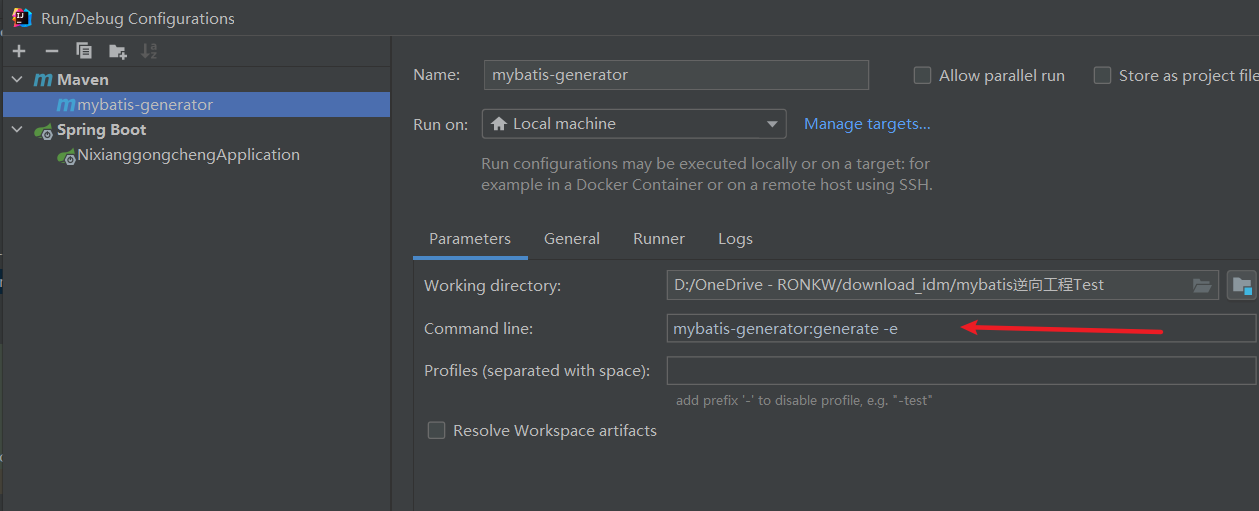 Run/Debug Configurations
Maven
mybatis-generator
Spring Boot
NixianggongchengApplication
Name: mybatis-generator Allow parallel run Store as project file
Run on: Local machine Manage targets...
Run configurations may be executed locally or on a target: for
example in a Docker Container or on a remote host using SSH.
Parameters General Runner Logs
Working directory: D:/OneDrive - RONKW/download_idm/mybatis逆向工程Test
Command line: mybatis-generator:generate -e
Profiles (separated with space):
add prefix '-' to disable profile, e.g. "-test"
Resolve Workspace artifacts